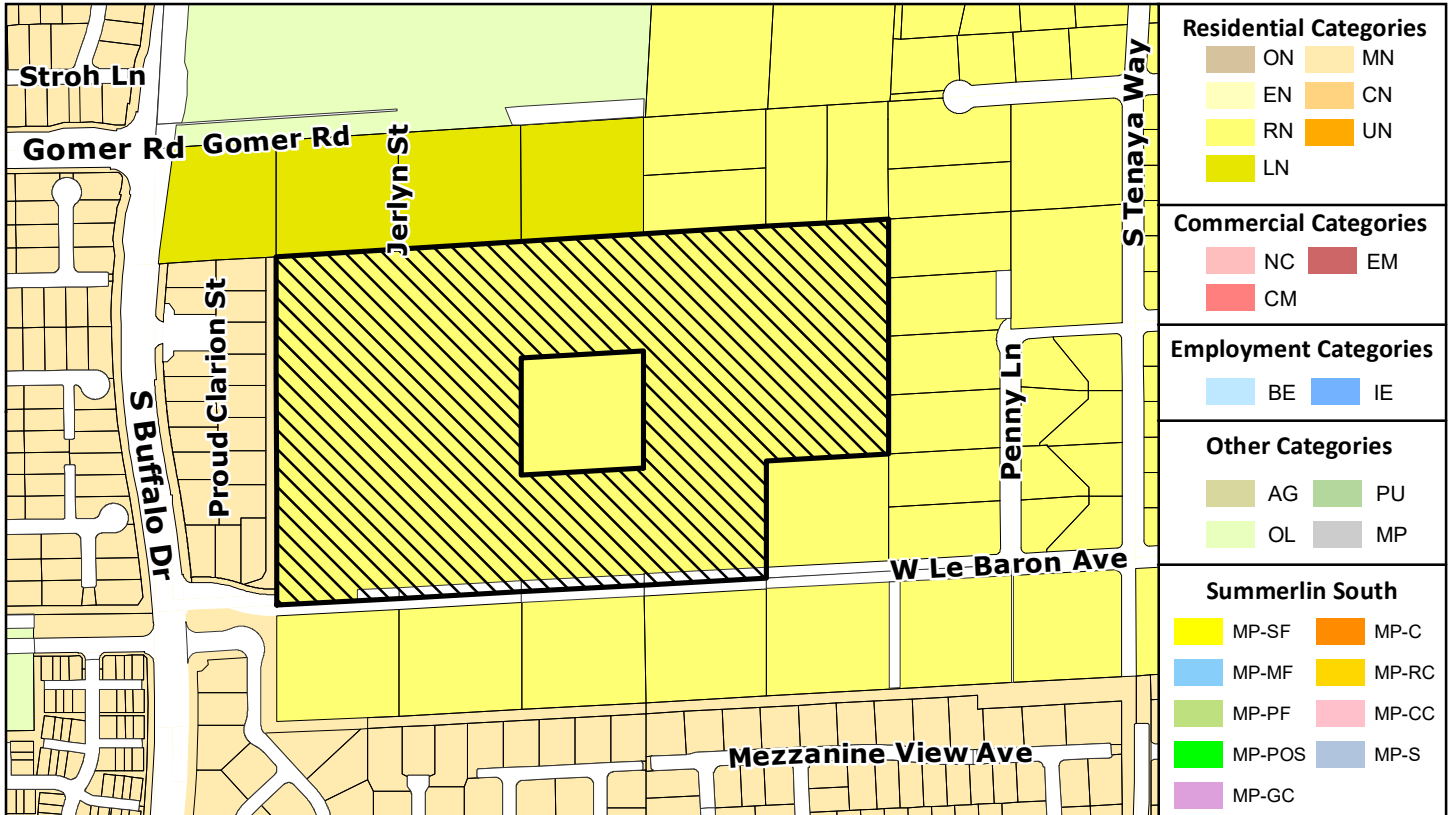 Stroh Ln
Gomer Rd
Gomer Rd
Jerlyn St
S Tenaya Way
Proud Clarion St
S Buffalo Dr
Penny Ln
W Le Baron Ave
Mezzanine View Ave
Residential Categories
ON MN
EN CN
RN UN
LN
Commercial Categories
NC EM
CM
Employment Categories
BE IE
Other Categories
AG PU
OL MP
Summerlin South
MP-SF MP-C
MP-MF MP-RC
MP-PF MP-CC
MP-POS MP-S
MP-GC